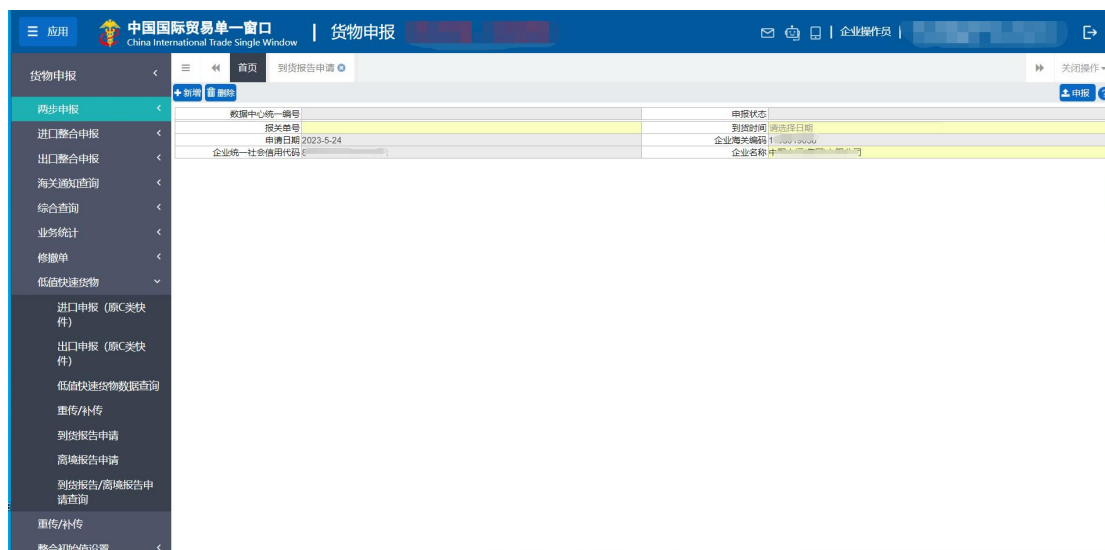 应用
中国国际贸易单一窗口
China International Trade Single Window
货物申报
企业操作员
货物申报
首页
到货报告申请
关闭操作
新增
删除
申报
数据中心统一编号
申报状态
报关单号
到货时间 请选择日期
申请日期 2023-5-24
企业海关编码
企业统一社会信用代码
企业名称
两步申报
进口整合申报
出口整合申报
海关通知查询
综合查询
业务统计
修撤单
低值快速货物
进口申报（原C类快
件）
出口申报（原C类快
件）
低值快速货物数据查询
重传/补传
到货报告申请
离境报告申请
到货报告/离境报告申
请查询
重传/补传
整合初始值设置